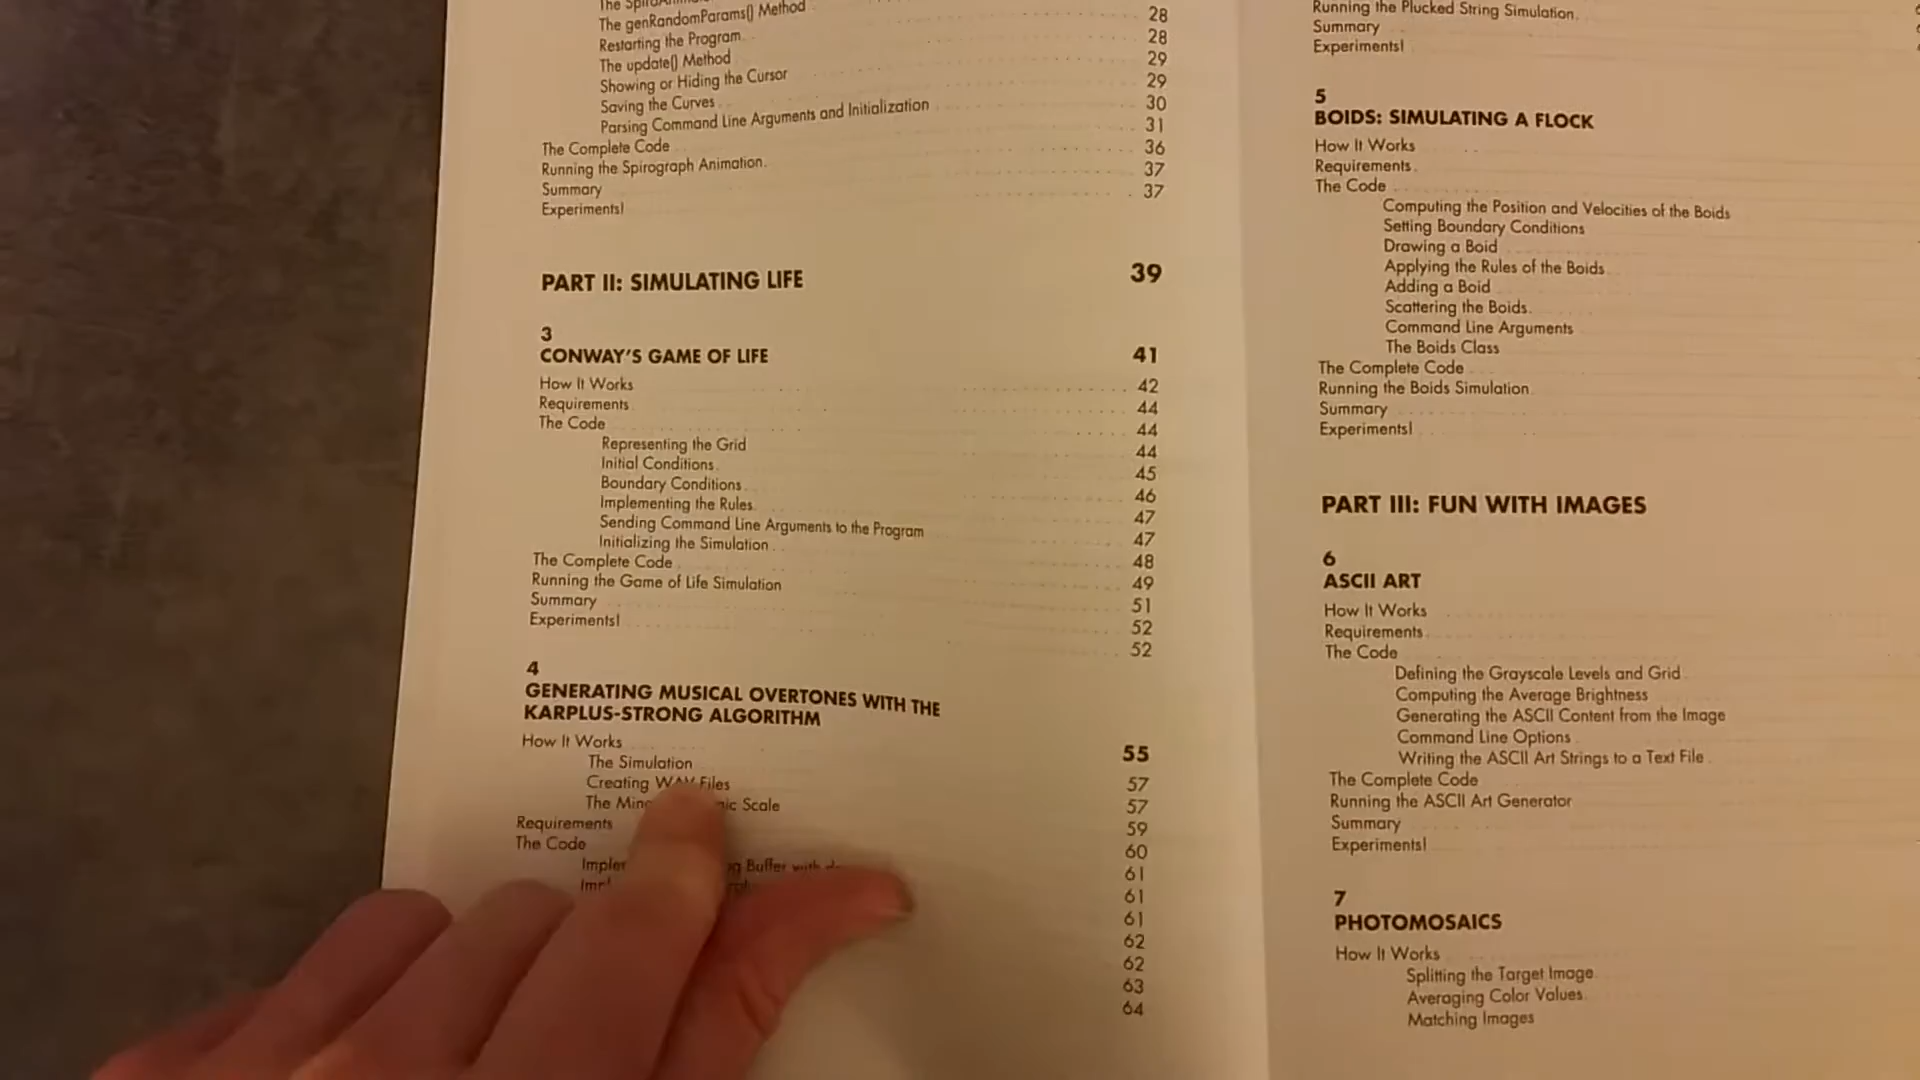 The genRandomParams() Method
Restarting the Program 28
The update() Method 28
Showing or Hiding the Cursor 29
Saving the Curves 29
Parsing Command Line Arguments and Initialization 30
The Complete Code 31
Running the Spirograph Animation 36
Summary 37
Experiments! 37
PART II: SIMULATING LIFE 39
3
CONWAY'S GAME OF LIFE 41
How It Works 42
Requirements 44
The Code 44
Representing the Grid 44
Initial Conditions 45
Boundary Conditions 46
Implementing the Rules 47
Sending Command Line Arguments to the Program 47
Initializing the Simulation 48
The Complete Code 49
Running the Game of Life Simulation 51
Summary 52
Experiments! 52
4
GENERATING MUSICAL OVERTONES WITH THE
KARPLUS-STRONG ALGORITHM 55
How It Works 57
The Simulation 57
Creating WAV Files 59
The Scale 60
Requirements 61
The Code 61
Buffer with 61
62
62
63
64
Running the Plucked String Simulation
Summary
Experiments!
5
BOIDS: SIMULATING A FLOCK
How It Works
Requirements
The Code
Computing the Position and Velocities of the Boids
Setting Boundary Conditions
Drawing a Boid
Applying the Rules of the Boids
Adding a Boid
Scattering the Boids
Command Line Arguments
The Boids Class
The Complete Code
Running the Boids Simulation
Summary
Experiments!
PART III: FUN WITH IMAGES
6
ASCII ART
How It Works
Requirements
The Code
Defining the Grayscale Levels and Grid
Computing the Average Brightness
Generating the ASCII Content from the Image
Command Line Options
Writing the ASCII Art Strings to a Text File
The Complete Code
Running the ASCII Art Generator
Summary
Experiments!
7
PHOTOMOSAICS
How It Works
Splitting the Target Image
Averaging Color Values
Matching Images